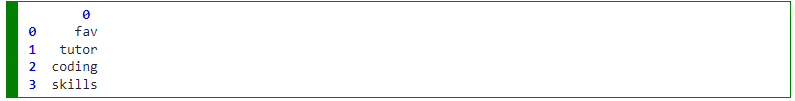 0
0 fav
1 tutor
2 coding
3 skills